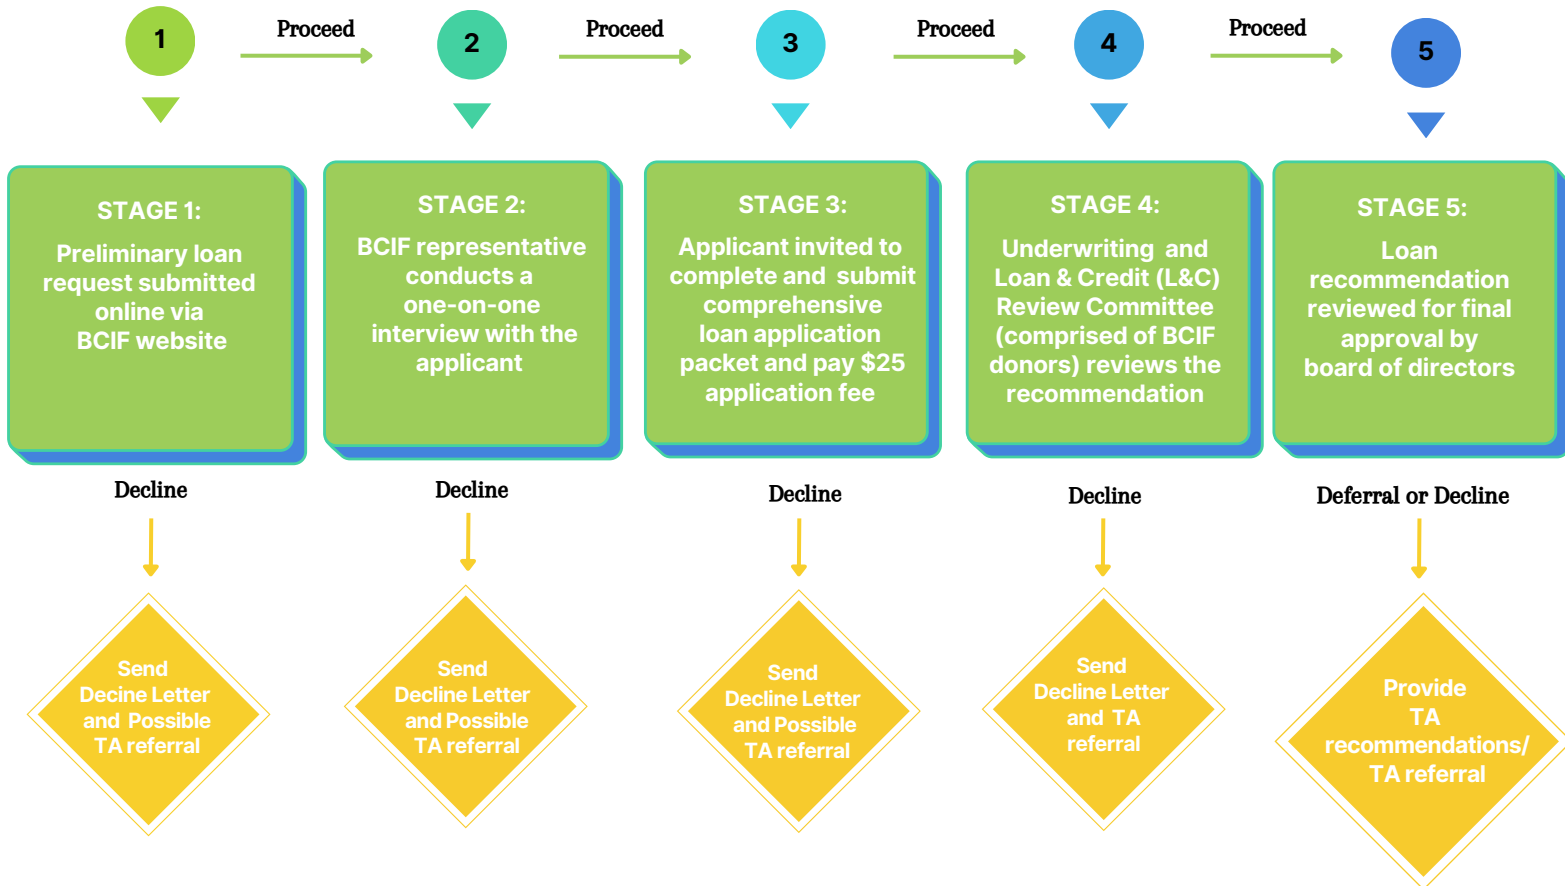 1
Proceed
2
Proceed
3
Proceed
4
Proceed
5
STAGE 1:
Preliminary loan
request submitted
online via
BCIF website
STAGE 2:
BCIF representative
conducts a
one-on-one
interview with the
applicant
STAGE 3:
Applicant invited to
complete and submit
comprehensive
loan application
packet and pay $25
application fee
STAGE 4:
Underwriting and
Loan & Credit (L&C)
Review Committee
(comprised of BCIF
donors) reviews the
recommendation
STAGE 5:
Loan
recommendation
reviewed for final
approval by
board of directors
Decline
Decline
Decline
Decline
Deferral or Decline
Send
Decine Letter
and Possible
TA referral
Send
Decline Letter
and Possible
TA referral
Send
Decline Letter
and Possible
TA referral
Send
Decline Letter
and TA
referral
Provide
TA
recommendations/
TA referral